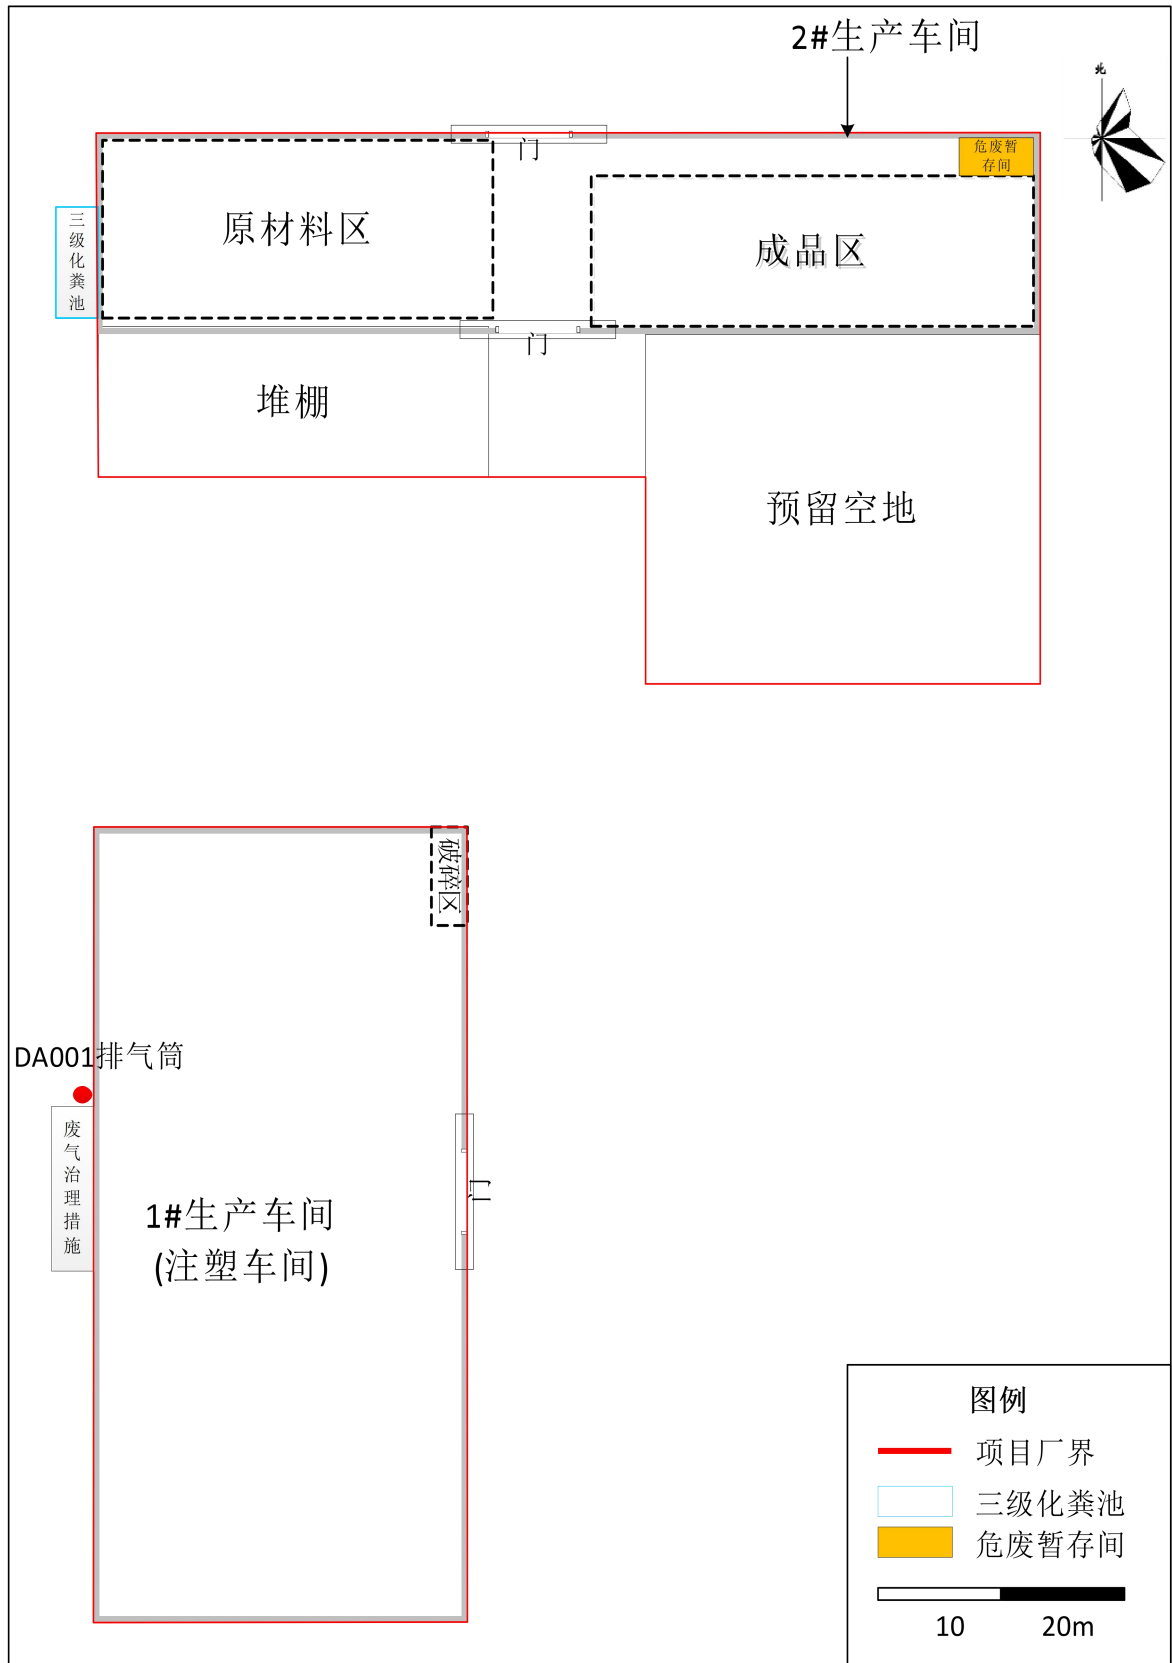 2#生产车间
北
门
危废暂
存间
三级化粪池
原材料区
成品区
门
堆棚
预留空地
破碎区
DA001排气筒
废气治理措施
门
1#生产车间
(注塑车间)
图例
项目厂界
三级化粪池
危废暂存间
10 20m